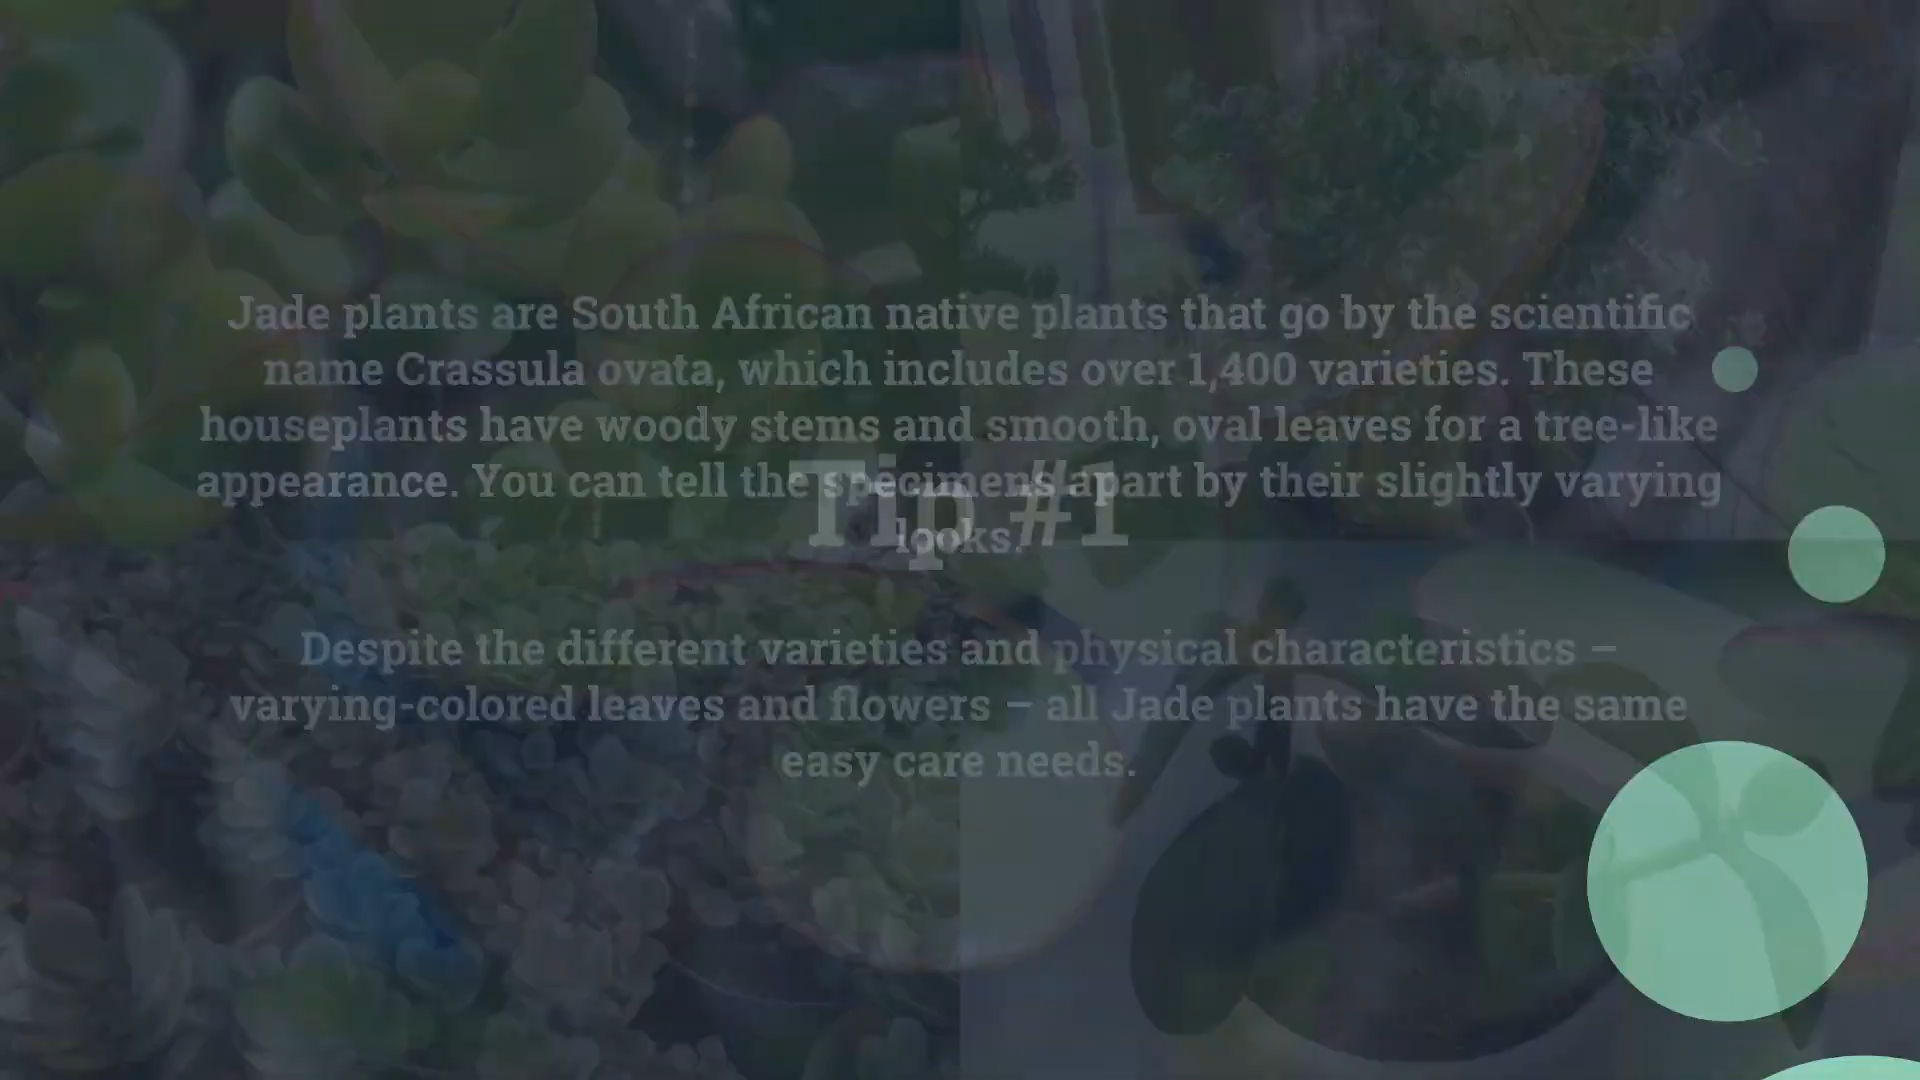 Jade plants are South African native plants that go by the scientific
name Crassula ovata, which includes over 1,400 varieties. These
houseplants have woody stems and smooth, oval leaves for a tree-like
appearance. You can tell the specimens apart by their slightly varying
looks.
Tip #1
Despite the different varieties and physical characteristics –
varying-colored leaves and flowers – all Jade plants have the same
easy care needs.